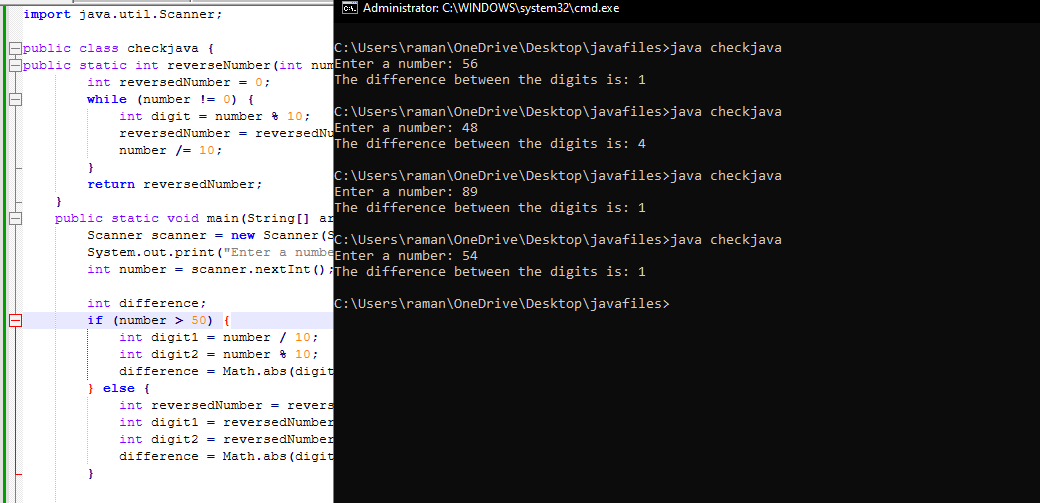 import java.util.Scanner;
public class checkjava {
public static int reverseNumber(int num
int reversedNumber = 0;
while (number != 0) {
int digit = number % 10;
reversedNumber = reversedNu
number /= 10;
}
return reversedNumber;
}
public static void main(String[] ar
Scanner scanner = new Scanner(S
System.out.print("Enter a numbe
int number = scanner.nextInt();
int difference;
if (number > 50) {
int digit1 = number / 10;
int digit2 = number % 10;
difference = Math.abs(digit
} else {
int reversedNumber = revers
int digit1 = reversedNumber
int digit2 = reversedNumber
difference = Math.abs(digit
}
Administrator: C:\WINDOWS\system32\cmd.exe
C:\Users\raman\OneDrive\Desktop\javafiles>java checkjava
Enter a number: 56
The difference between the digits is: 1
C:\Users\raman\OneDrive\Desktop\javafiles>java checkjava
Enter a number: 48
The difference between the digits is: 4
C:\Users\raman\OneDrive\Desktop\javafiles>java checkjava
Enter a number: 89
The difference between the digits is: 1
C:\Users\raman\OneDrive\Desktop\javafiles>java checkjava
Enter a number: 54
The difference between the digits is: 1
C:\Users\raman\OneDrive\Desktop\javafiles>